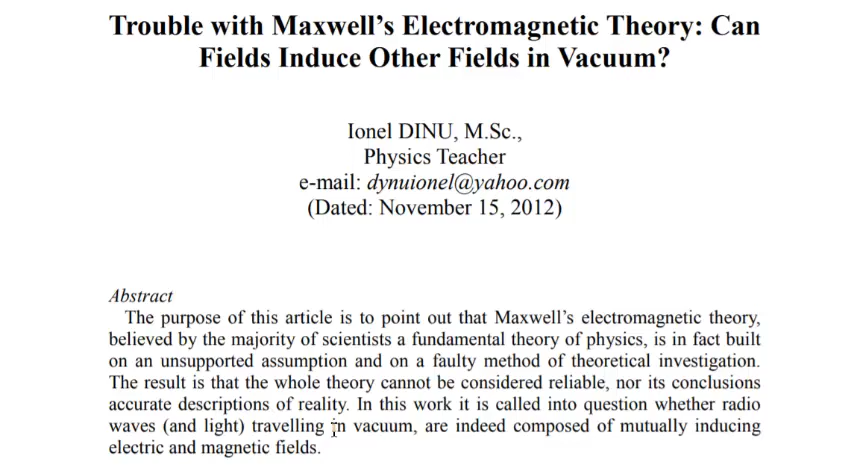 Trouble with Maxwell's Electromagnetic Theory: Can
Fields Induce Other Fields in Vacuum?
Ionel DINU, M.Sc.,
Physics Teacher
e-mail: dynuionel@yahoo.com
(Dated: November 15, 2012)
Abstract
The purpose of this article is to point out that Maxwell's electromagnetic theory,
believed by the majority of scientists a fundamental theory of physics, is in fact built
on an unsupported assumption and on a faulty method of theoretical investigation.
The result is that the whole theory cannot be considered reliable, nor its conclusions
accurate descriptions of reality. In this work it is called into question whether radio
waves (and light) travelling in vacuum, are indeed composed of mutually inducing
electric and magnetic fields.